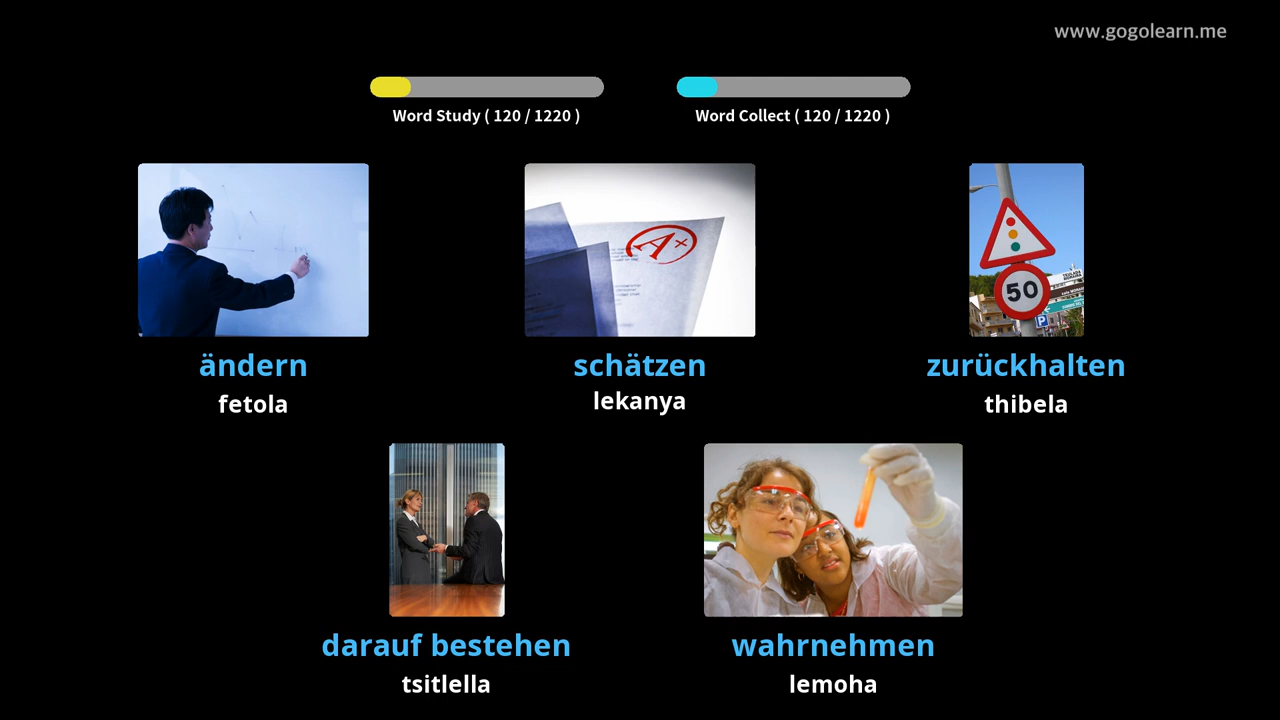 www.gogolearn.me
Word Study ( 120 / 1220 )
Word Collect ( 120 / 1220 )
A+
50
P
ändern
fetola
schätzen
lekanya
zurückhalten
thibela
darauf bestehen
tsitlella
wahrnehmen
lemoha